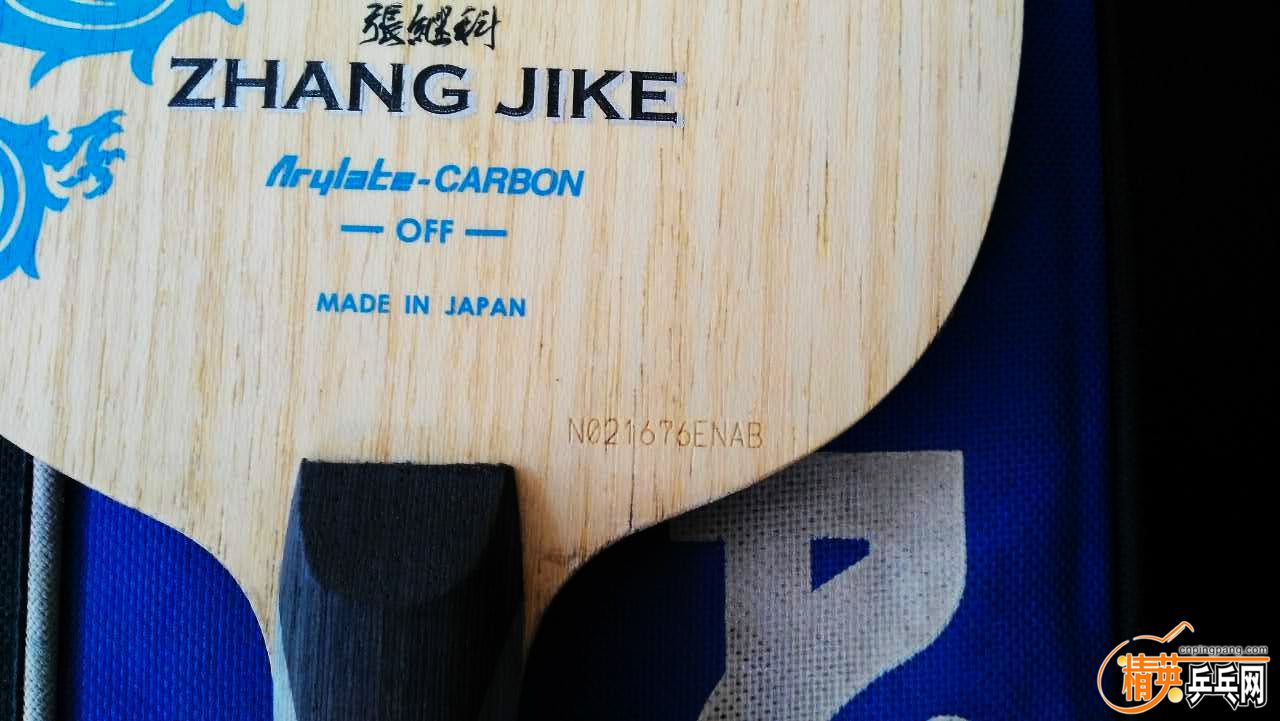 張継科
ZHANG JIKE
Arylate-CARBON
OFF
MADE IN JAPAN
N021676ENAB
cnpingpang.com
精英乒乓网